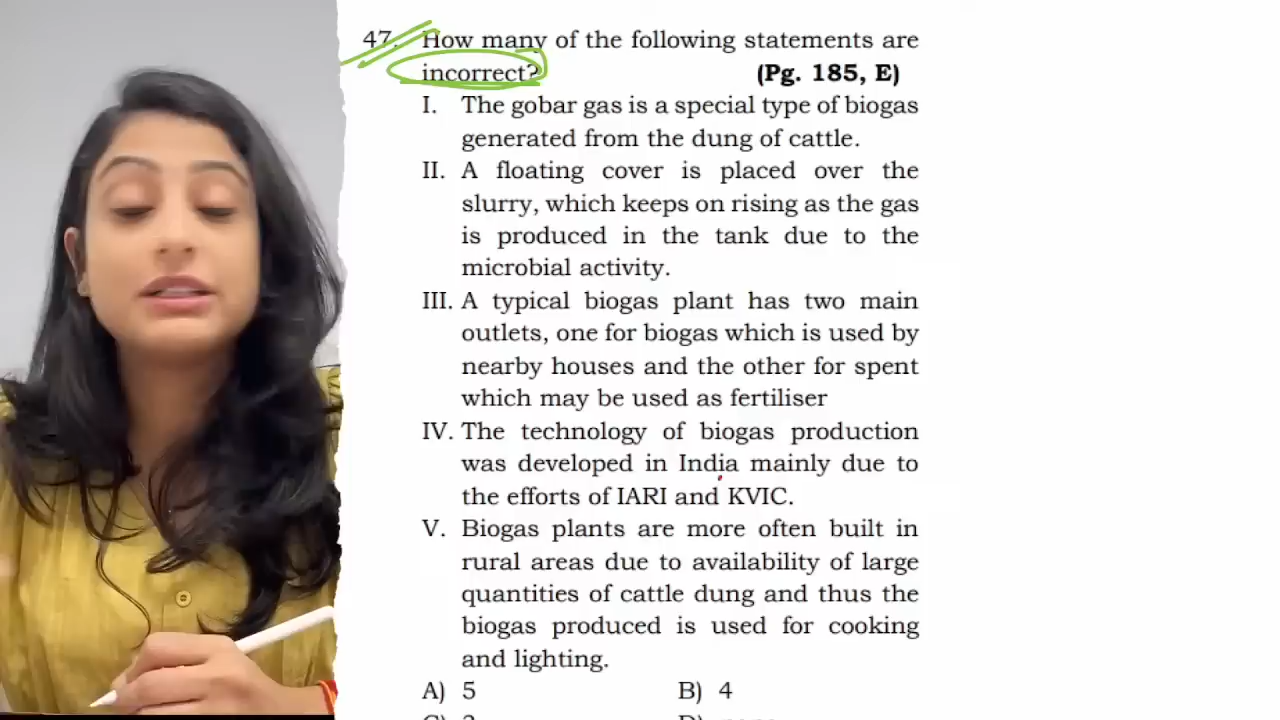 47. How many of the following statements are
incorrect? (Pg. 185, E)
I. The gobar gas is a special type of biogas
generated from the dung of cattle.
II. A floating cover is placed over the
slurry, which keeps on rising as the gas
is produced in the tank due to the
microbial activity.
III. A typical biogas plant has two main
outlets, one for biogas which is used by
nearby houses and the other for spent
which may be used as fertiliser
IV. The technology of biogas production
was developed in India mainly due to
the efforts of IARI and KVIC.
V. Biogas plants are more often built in
rural areas due to availability of large
quantities of cattle dung and thus the
biogas produced is used for cooking
and lighting.
A) 5 B) 4